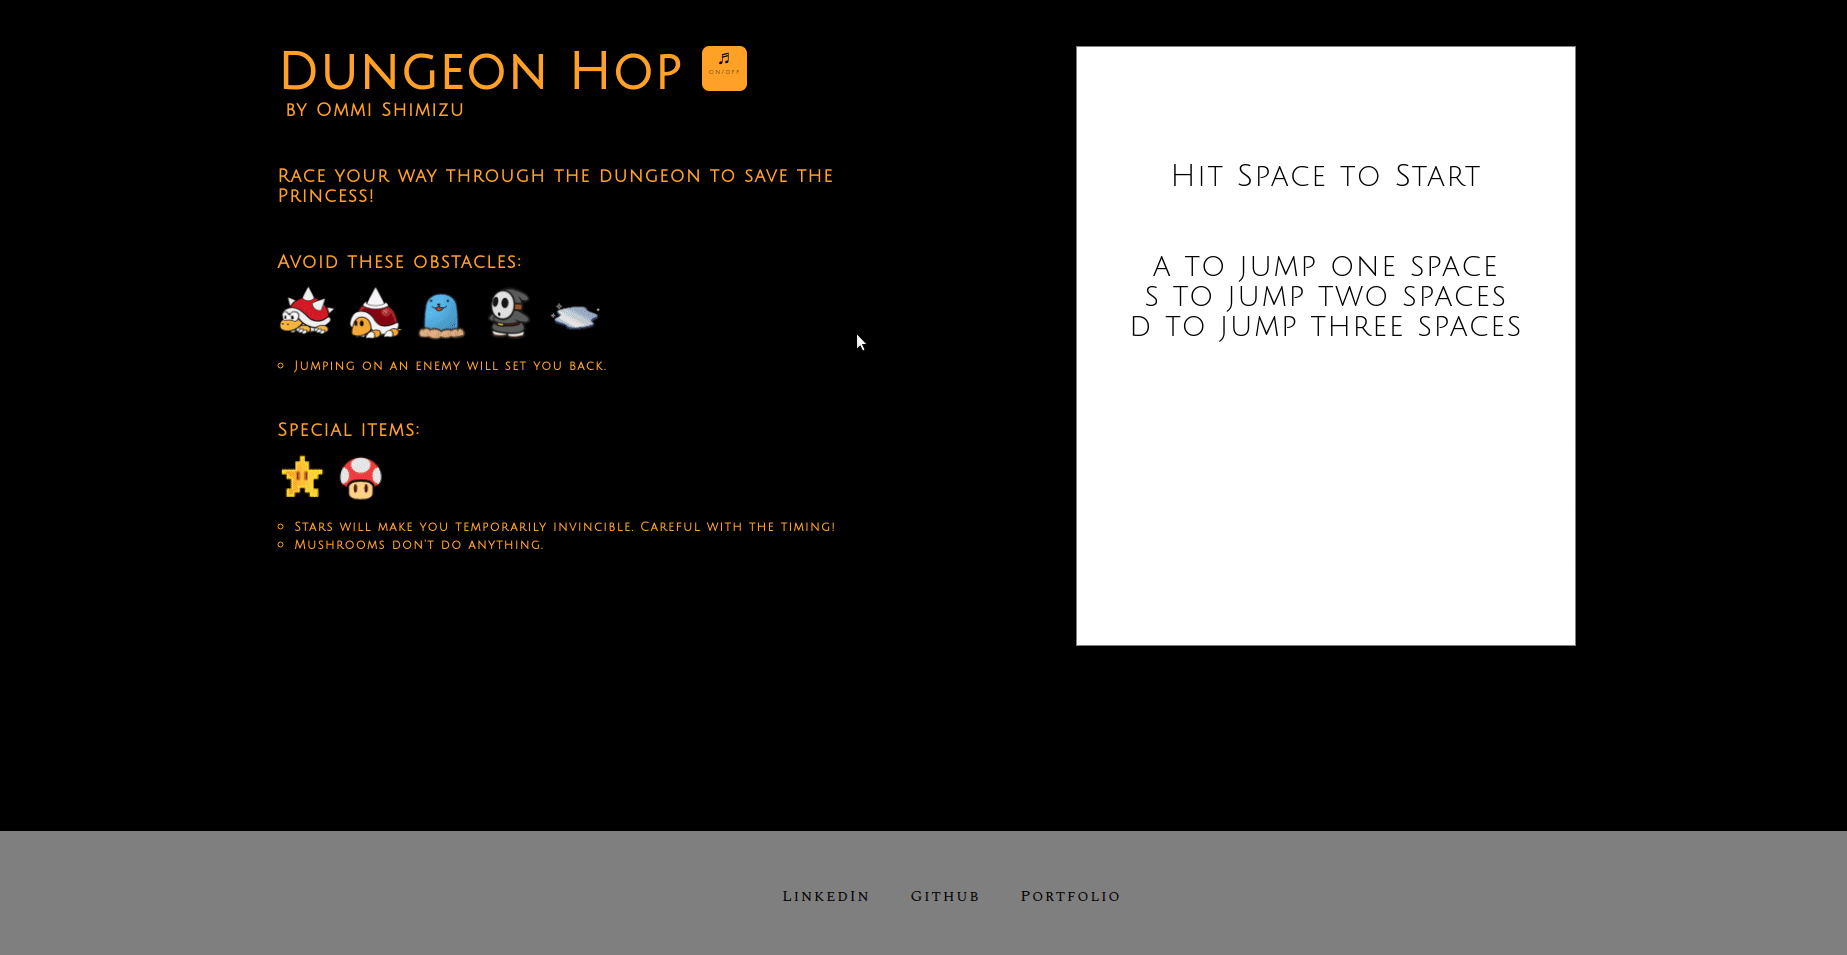 Dungeon Hop
ON/OFF
by Ommi Shimizu
Race your way through the dungeon to save the
Princess!
Avoid these obstacles:
Jumping on an enemy will set you back.
Special items:
Stars will make you temporarily invincible. Careful with the timing!
Mushrooms don't do anything.
Hit Space to Start
A to jump one space
S to jump two spaces
D to jump three spaces
LinkedIn Github Portfolio